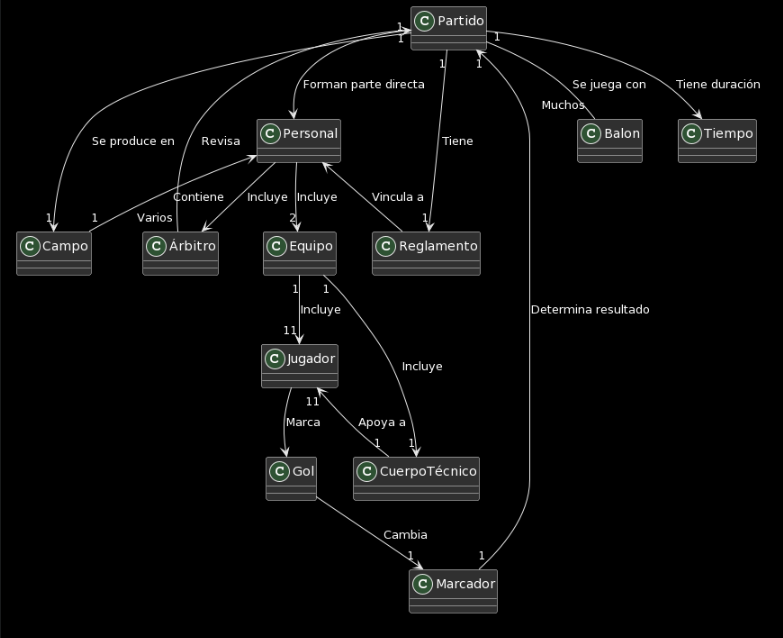 C Partido
1
1
1
1
1
Forman parte directa
Se juega con
Tiene duración
Muchos
C Personal
C Balon
C Tiempo
Se produce en
Revisa
Tiene
Contiene
Incluye
Incluye
Vincula a
1
1
Varios
2
1
C Campo
C Árbitro
C Equipo
C Reglamento
1
1
Incluye
Determina resultado
11
C Jugador
Incluye
11
Marca
Apoya a
1
1
C Gol
C CuerpoTécnico
Cambia
1
1
C Marcador